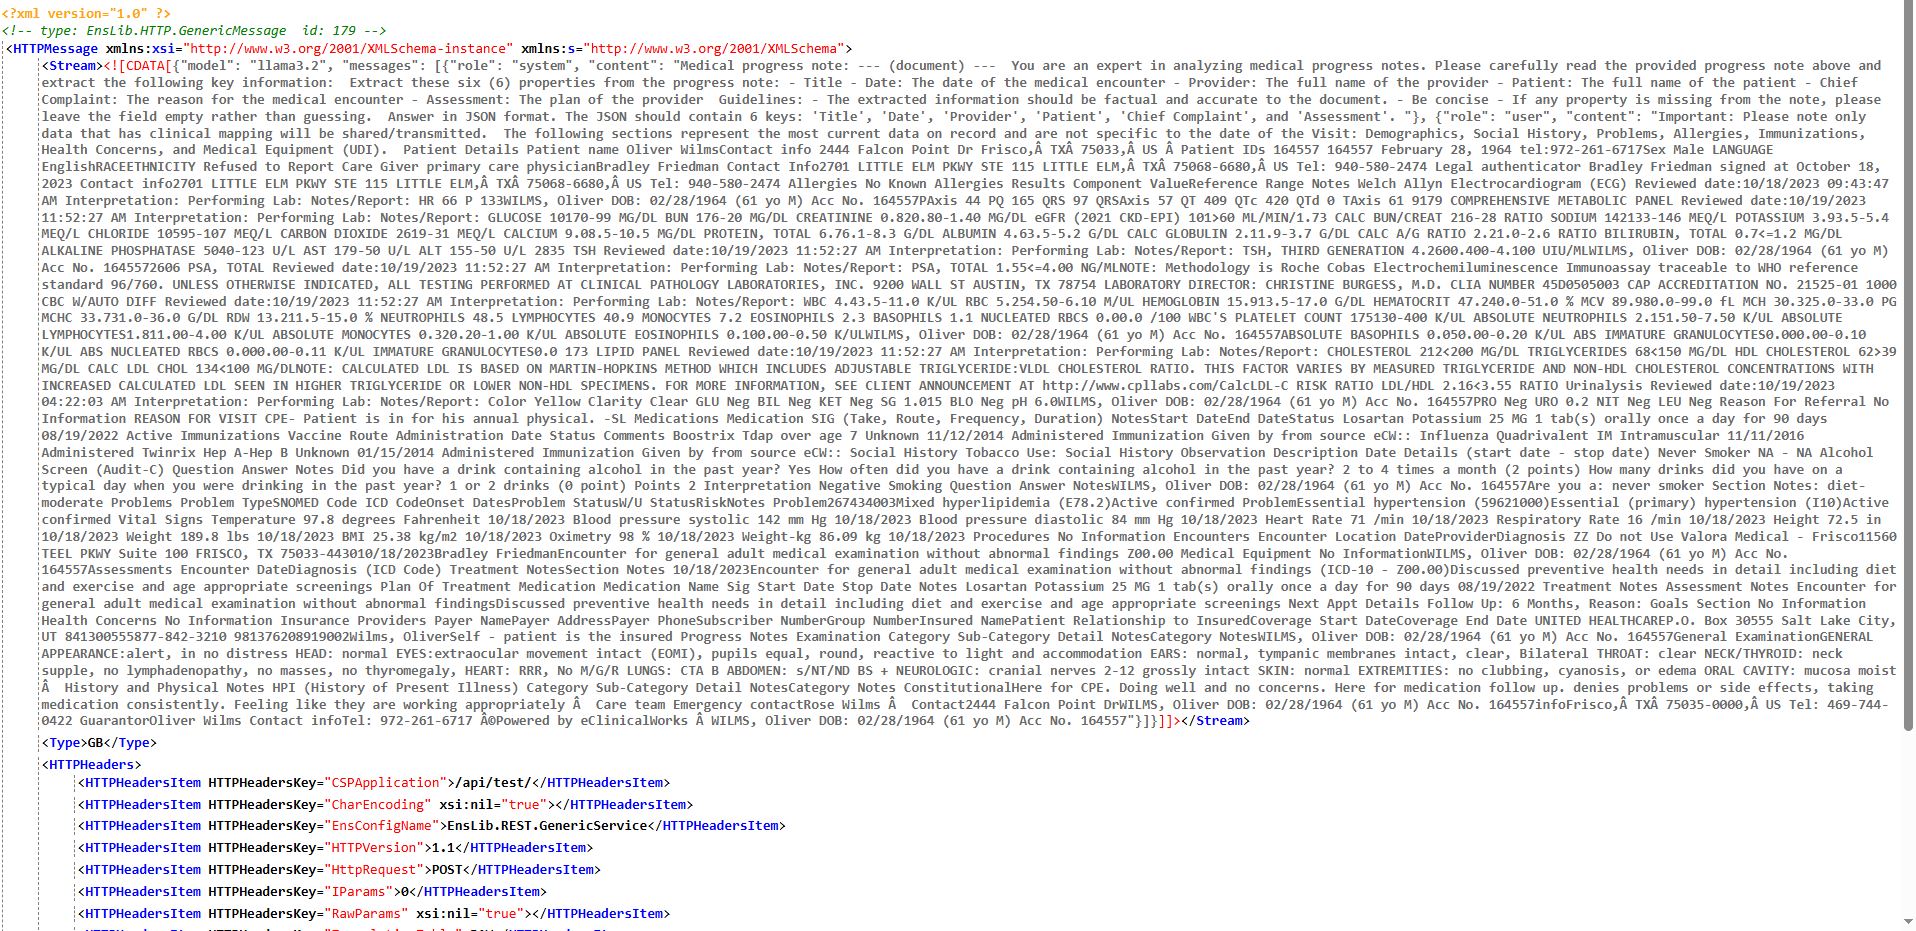 <?xml version="1.0" ?>
<!-- type: EnsLib.HTTP.GenericMessage  id: 179 -->
<HTTPMessage xmlns:xsi="http://www.w3.org/2001/XMLSchema-instance" xmlns:s="http://www.w3.org/2001/XMLSchema">
<Stream><![CDATA[{"model": "llama3.2", "messages": [{"role": "system", "content": "Medical progress note: --- (document) ---  You are an expert in analyzing medical progress notes. Please carefully read the provided progress note above and
extract the following key information:  Extract these six (6) properties from the progress note: - Title - Date: The date of the medical encounter - Provider: The full name of the provider - Patient: The full name of the patient - Chief
Complaint: The reason for the medical encounter - Assessment: The plan of the provider  Guidelines: - The extracted information should be factual and accurate to the document. - Be concise - If any property is missing from the note, please
leave the field empty rather than guessing.  Answer in JSON format. The JSON should contain 6 keys: 'Title', 'Date', 'Provider', 'Patient', 'Chief Complaint', and 'Assessment'. "}, {"role": "user", "content": "Important: Please note only
data that has clinical mapping will be shared/transmitted.  The following sections represent the most current data on record and are not specific to the date of the Visit: Demographics, Social History, Problems, Allergies, Immunizations,
Health Concerns, and Medical Equipment (UDI).  Patient Details Patient name Oliver WilmsContact info 2444 Falcon Point Dr Frisco,Â TXÂ 75033,Â US Â Patient IDs 164557 164557 February 28, 1964 tel:972-261-6717Sex Male LANGUAGE
EnglishRACEETHNICITY Refused to Report Care Giver primary care physicianBradley Friedman Contact Info2701 LITTLE ELM PKWY STE 115 LITTLE ELM,Â TXÂ 75068-6680,Â US Tel: 940-580-2474 Legal authenticator Bradley Friedman signed at October 18,
2023 Contact info2701 LITTLE ELM PKWY STE 115 LITTLE ELM,Â TXÂ 75068-6680,Â US Tel: 940-580-2474 Allergies No Known Allergies Results Component ValueReference Range Notes Welch Allyn Electrocardiogram (ECG) Reviewed date:10/18/2023 09:43:47
AM Interpretation: Performing Lab: Notes/Report: HR 66 P 133WILMS, Oliver DOB: 02/28/1964 (61 yo M) Acc No. 164557PAxis 44 PQ 165 QRS 97 QRSAxis 57 QT 409 QTc 420 QTd 0 TAxis 61 9179 COMPREHENSIVE METABOLIC PANEL Reviewed date:10/19/2023
11:52:27 AM Interpretation: Performing Lab: Notes/Report: GLUCOSE 10170-99 MG/DL BUN 176-20 MG/DL CREATININE 0.820.80-1.40 MG/DL eGFR (2021 CKD-EPI) 101>60 ML/MIN/1.73 CALC BUN/CREAT 216-28 RATIO SODIUM 142133-146 MEQ/L POTASSIUM 3.93.5-5.4
MEQ/L CHLORIDE 10595-107 MEQ/L CARBON DIOXIDE 2619-31 MEQ/L CALCIUM 9.08.5-10.5 MG/DL PROTEIN, TOTAL 6.76.1-8.3 G/DL ALBUMIN 4.63.5-5.2 G/DL CALC GLOBULIN 2.11.9-3.7 G/DL CALC A/G RATIO 2.21.0-2.6 RATIO BILIRUBIN, TOTAL 0.7<=1.2 MG/DL
ALKALINE PHOSPHATASE 5040-123 U/L AST 179-50 U/L ALT 155-50 U/L 2835 TSH Reviewed date:10/19/2023 11:52:27 AM Interpretation: Performing Lab: Notes/Report: TSH, THIRD GENERATION 4.2600.400-4.100 UIU/MLWILMS, Oliver DOB: 02/28/1964 (61 yo M)
Acc No. 1645572606 PSA, TOTAL Reviewed date:10/19/2023 11:52:27 AM Interpretation: Performing Lab: Notes/Report: PSA, TOTAL 1.55<=4.00 NG/MLNOTE: Methodology is Roche Cobas Electrochemiluminescence Immunoassay traceable to WHO reference
standard 96/760. UNLESS OTHERWISE INDICATED, ALL TESTING PERFORMED AT CLINICAL PATHOLOGY LABORATORIES, INC. 9200 WALL ST AUSTIN, TX 78754 LABORATORY DIRECTOR: CHRISTINE BURGESS, M.D. CLIA NUMBER 45D0505003 CAP ACCREDITATION NO. 21525-01 1000
CBC W/AUTO DIFF Reviewed date:10/19/2023 11:52:27 AM Interpretation: Performing Lab: Notes/Report: WBC 4.43.5-11.0 K/UL RBC 5.254.50-6.10 M/UL HEMOGLOBIN 15.913.5-17.0 G/DL HEMATOCRIT 47.240.0-51.0 % MCV 89.980.0-99.0 fL MCH 30.325.0-33.0 PG
MCHC 33.731.0-36.0 G/DL RDW 13.211.5-15.0 % NEUTROPHILS 48.5 LYMPHOCYTES 40.9 MONOCYTES 7.2 EOSINOPHILS 2.3 BASOPHILS 1.1 NUCLEATED RBCS 0.00.0 /100 WBC'S PLATELET COUNT 175130-400 K/UL ABSOLUTE NEUTROPHILS 2.151.50-7.50 K/UL ABSOLUTE
LYMPHOCYTES1.811.00-4.00 K/UL ABSOLUTE MONOCYTES 0.320.20-1.00 K/UL ABSOLUTE EOSINOPHILS 0.100.00-0.50 K/ULWILMS, Oliver DOB: 02/28/1964 (61 yo M) Acc No. 164557ABSOLUTE BASOPHILS 0.050.00-0.20 K/UL ABS IMMATURE GRANULOCYTES0.000.00-0.10
K/UL ABS NUCLEATED RBCS 0.000.00-0.11 K/UL IMMATURE GRANULOCYTES0.0 173 LIPID PANEL Reviewed date:10/19/2023 11:52:27 AM Interpretation: Performing Lab: Notes/Report: CHOLESTEROL 212<200 MG/DL TRIGLYCERIDES 68<150 MG/DL HDL CHOLESTEROL 62>39
MG/DL CALC LDL CHOL 134<100 MG/DLNOTE: CALCULATED LDL IS BASED ON MARTIN-HOPKINS METHOD WHICH INCLUDES ADJUSTABLE TRIGLYCERIDE:VLDL CHOLESTEROL RATIO. THIS FACTOR VARIES BY MEASURED TRIGLYCERIDE AND NON-HDL CHOLESTEROL CONCENTRATIONS WITH
INCREASED CALCULATED LDL SEEN IN HIGHER TRIGLYCERIDE OR LOWER NON-HDL SPECIMENS. FOR MORE INFORMATION, SEE CLIENT ANNOUNCEMENT AT http://www.cpllabs.com/CalcLDL-C RISK RATIO LDL/HDL 2.16<3.55 RATIO Urinalysis Reviewed date:10/19/2023
04:22:03 AM Interpretation: Performing Lab: Notes/Report: Color Yellow Clarity Clear GLU Neg BIL Neg KET Neg SG 1.015 BLO Neg pH 6.0WILMS, Oliver DOB: 02/28/1964 (61 yo M) Acc No. 164557PRO Neg URO 0.2 NIT Neg LEU Neg Reason For Referral No
Information REASON FOR VISIT CPE- Patient is in for his annual physical. -SL Medications Medication SIG (Take, Route, Frequency, Duration) NotesStart DateEnd DateStatus Losartan Potassium 25 MG 1 tab(s) orally once a day for 90 days
08/19/2022 Active Immunizations Vaccine Route Administration Date Status Comments Boostrix Tdap over age 7 Unknown 11/12/2014 Administered Immunization Given by from source eCW:: Influenza Quadrivalent IM Intramuscular 11/11/2016
Administered Twinrix Hep A-Hep B Unknown 01/15/2014 Administered Immunization Given by from source eCW:: Social History Tobacco Use: Social History Observation Description Date Details (start date - stop date) Never Smoker NA - NA Alcohol
Screen (Audit-C) Question Answer Notes Did you have a drink containing alcohol in the past year? Yes How often did you have a drink containing alcohol in the past year? 2 to 4 times a month (2 points) How many drinks did you have on a
typical day when you were drinking in the past year? 1 or 2 drinks (0 point) Points 2 Interpretation Negative Smoking Question Answer NotesWILMS, Oliver DOB: 02/28/1964 (61 yo M) Acc No. 164557Are you a: never smoker Section Notes: diet-
moderate Problems Problem TypeSNOMED Code ICD CodeOnset DatesProblem StatusW/U StatusRiskNotes Problem267434003Mixed hyperlipidemia (E78.2)Active confirmed ProblemEssential hypertension (59621000)Essential (primary) hypertension (I10)Active
confirmed Vital Signs Temperature 97.8 degrees Fahrenheit 10/18/2023 Blood pressure systolic 142 mm Hg 10/18/2023 Blood pressure diastolic 84 mm Hg 10/18/2023 Heart Rate 71 /min 10/18/2023 Respiratory Rate 16 /min 10/18/2023 Height 72.5 in
10/18/2023 Weight 189.8 lbs 10/18/2023 BMI 25.38 kg/m2 10/18/2023 Oximetry 98 % 10/18/2023 Weight-kg 86.09 kg 10/18/2023 Procedures No Information Encounters Encounter Location DateProviderDiagnosis ZZ Do not Use Valora Medical - Frisco11560
TEEL PKWY Suite 100 FRISCO, TX 75033-443010/18/2023Bradley FriedmanEncounter for general adult medical examination without abnormal findings Z00.00 Medical Equipment No InformationWILMS, Oliver DOB: 02/28/1964 (61 yo M) Acc No.
164557Assessments Encounter DateDiagnosis (ICD Code) Treatment NotesSection Notes 10/18/2023Encounter for general adult medical examination without abnormal findings (ICD-10 - Z00.00)Discussed preventive health needs in detail including diet
and exercise and age appropriate screenings Plan Of Treatment Medication Medication Name Sig Start Date Stop Date Notes Losartan Potassium 25 MG 1 tab(s) orally once a day for 90 days 08/19/2022 Treatment Notes Assessment Notes Encounter for
general adult medical examination without abnormal findingsDiscussed preventive health needs in detail including diet and exercise and age appropriate screenings Next Appt Details Follow Up: 6 Months, Reason: Goals Section No Information
Health Concerns No Information Insurance Providers Payer NamePayer AddressPayer PhoneSubscriber NumberGroup NumberInsured NamePatient Relationship to InsuredCoverage Start DateCoverage End Date UNITED HEALTHCAREP.O. Box 30555 Salt Lake City,
UT 841300555877-842-3210 981376208919002Wilms, OliverSelf - patient is the insured Progress Notes Examination Category Sub-Category Detail NotesCategory NotesWILMS, Oliver DOB: 02/28/1964 (61 yo M) Acc No. 164557General ExaminationGENERAL
APPEARANCE:alert, in no distress HEAD: normal EYES:extraocular movement intact (EOMI), pupils equal, round, reactive to light and accommodation EARS: normal, tympanic membranes intact, clear, Bilateral THROAT: clear NECK/THYROID: neck
supple, no lymphadenopathy, no masses, no thyromegaly, HEART: RRR, No M/G/R LUNGS: CTA B ABDOMEN: s/NT/ND BS + NEUROLOGIC: cranial nerves 2-12 grossly intact SKIN: normal EXTREMITIES: no clubbing, cyanosis, or edema ORAL CAVITY: mucosa moist
Â  History and Physical Notes HPI (History of Present Illness) Category Sub-Category Detail NotesCategory Notes ConstitutionalHere for CPE. Doing well and no concerns. Here for medication follow up. denies problems or side effects, taking
medication consistently. Feeling like they are working appropriately Â  Care team Emergency contactRose Wilms Â  Contact2444 Falcon Point DrWILMS, Oliver DOB: 02/28/1964 (61 yo M) Acc No. 164557infoFrisco,Â TXÂ 75035-0000,Â US Tel: 469-744-
0422 GuarantorOliver Wilms Contact infoTel: 972-261-6717 Â©Powered by eClinicalWorks Â WILMS, Oliver DOB: 02/28/1964 (61 yo M) Acc No. 164557"}]}]]></Stream>
<Type>GB</Type>
<HTTPHeaders>
<HTTPHeadersItem HTTPHeadersKey="CSPApplication">/api/test/</HTTPHeadersItem>
<HTTPHeadersItem HTTPHeadersKey="CharEncoding" xsi:nil="true"></HTTPHeadersItem>
<HTTPHeadersItem HTTPHeadersKey="EnsConfigName">EnsLib.REST.GenericService</HTTPHeadersItem>
<HTTPHeadersItem HTTPHeadersKey="HTTPVersion">1.1</HTTPHeadersItem>
<HTTPHeadersItem HTTPHeadersKey="HttpRequest">POST</HTTPHeadersItem>
<HTTPHeadersItem HTTPHeadersKey="IParams">0</HTTPHeadersItem>
<HTTPHeadersItem HTTPHeadersKey="RawParams" xsi:nil="true"></HTTPHeadersItem>